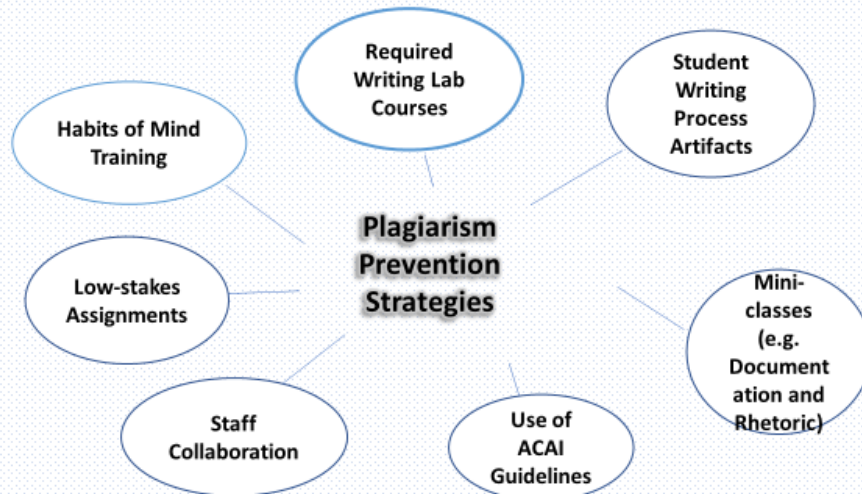 Required
Writing Lab
Courses
Student
Writing
Process
Artifacts
Habits of Mind
Training
Plagiarism
Prevention
Strategies
Low-stakes
Assignments
Mini-
classes
(e.g.
Document
ation and
Rhetoric)
Staff
Collaboration
Use of
ACAI
Guidelines